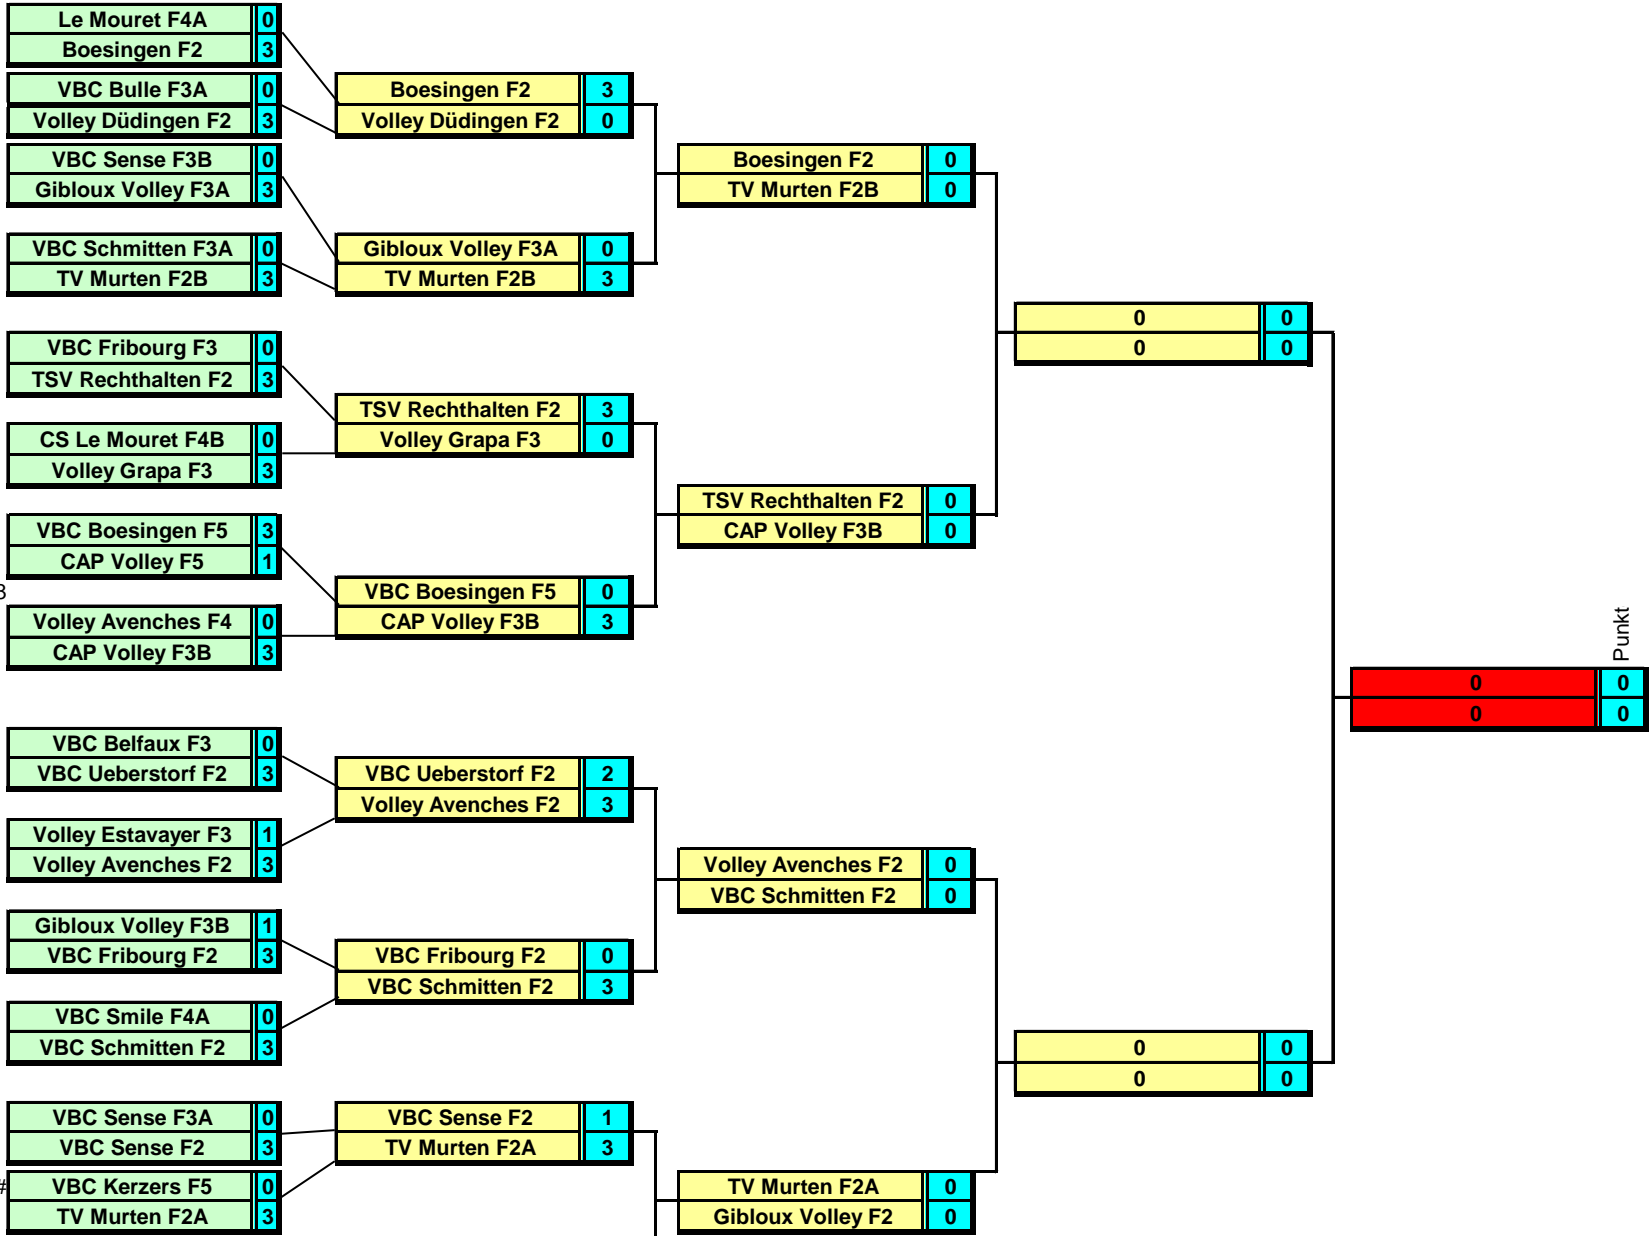 Le Mouret F4A 0
Boesingen F2 3
VBC Bulle F3A 0
Volley Düdingen F2 3
VBC Sense F3B 0
Gibloux Volley F3A 3
VBC Schmitten F3A 0
TV Murten F2B 3
VBC Fribourg F3 0
TSV Rechthalten F2 3
CS Le Mouret F4B 0
Volley Grapa F3 3
VBC Boesingen F5 3
CAP Volley F5 1
3
Volley Avenches F4 0
CAP Volley F3B 3
VBC Belfaux F3 0
VBC Ueberstorf F2 3
Volley Estavayer F3 1
Volley Avenches F2 3
Gibloux Volley F3B 1
VBC Fribourg F2 3
VBC Smile F4A 0
VBC Schmitten F2 3
VBC Sense F3A 0
VBC Sense F2 3
# VBC Kerzers F5 0
TV Murten F2A 3
Boesingen F2 3
Volley Düdingen F2 0
Gibloux Volley F3A 0
TV Murten F2B 3
TSV Rechthalten F2 3
Volley Grapa F3 0
VBC Boesingen F5 0
CAP Volley F3B 3
VBC Ueberstorf F2 2
Volley Avenches F2 3
VBC Fribourg F2 0
VBC Schmitten F2 3
VBC Sense F2 1
TV Murten F2A 3
Boesingen F2 0
TV Murten F2B 0
TSV Rechthalten F2 0
CAP Volley F3B 0
Volley Avenches F2 0
VBC Schmitten F2 0
TV Murten F2A 0
Gibloux Volley F2 0
0 0
0 0
0 0
0 0
Punkt
0 0
0 0